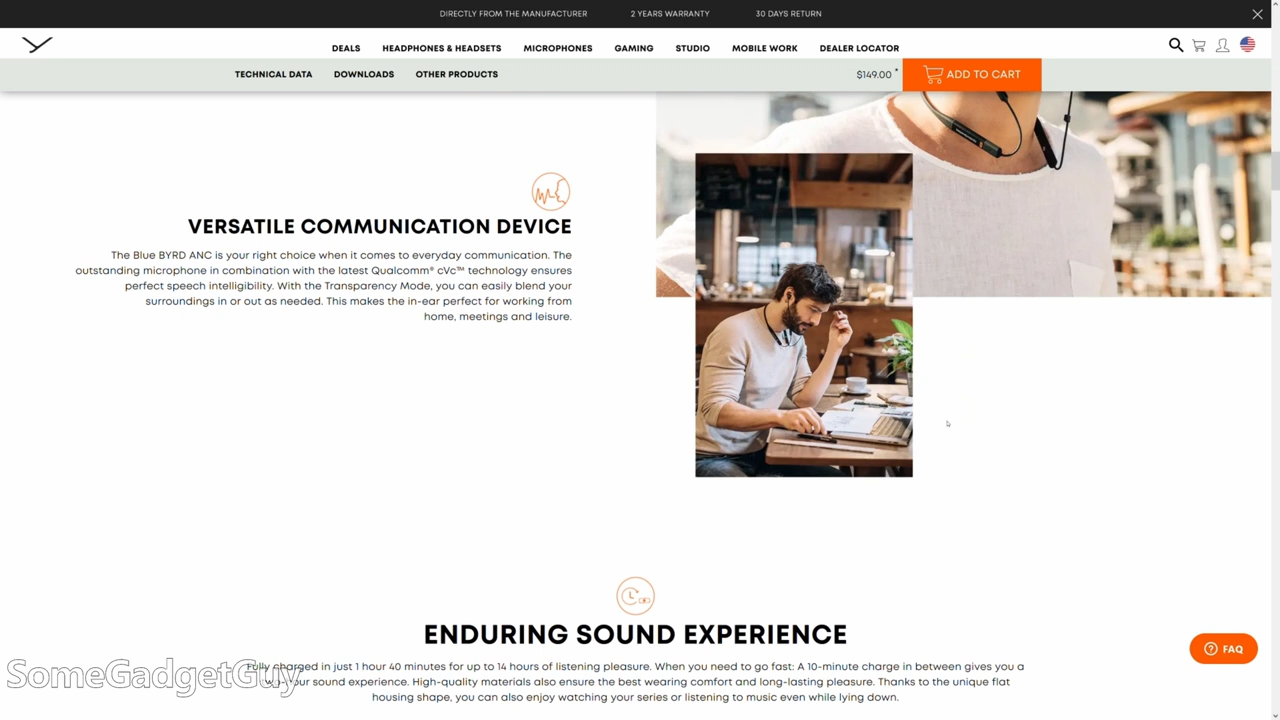 DIRECTLY FROM THE MANUFACTURER 2 YEARS WARRANTY 30 DAYS RETURN
DEALS HEADPHONES & HEADSETS MICROPHONES GAMING STUDIO MOBILE WORK DEALER LOCATOR
TECHNICAL DATA DOWNLOADS OTHER PRODUCTS $149.00 * ADD TO CART
VERSATILE COMMUNICATION DEVICE
The Blue BYRD ANC is your right choice when it comes to everyday communication. The
outstanding microphone in combination with the latest Qualcomm® cVc™ technology ensures
perfect speech intelligibility. With the Transparency Mode, you can easily blend your
surroundings in or out as needed. This makes the in-ear perfect for working from
home, meetings and leisure.
ENDURING SOUND EXPERIENCE
Fully charged in just 1 hour 40 minutes for up to 14 hours of listening pleasure. When you need to go fast: A 10-minute charge in between gives you a
your sound experience. High-quality materials also ensure the best wearing comfort and long-lasting pleasure. Thanks to the unique flat
housing shape, you can also enjoy watching your series or listening to music even while lying down.
FAQ
SomeGadgetGuy